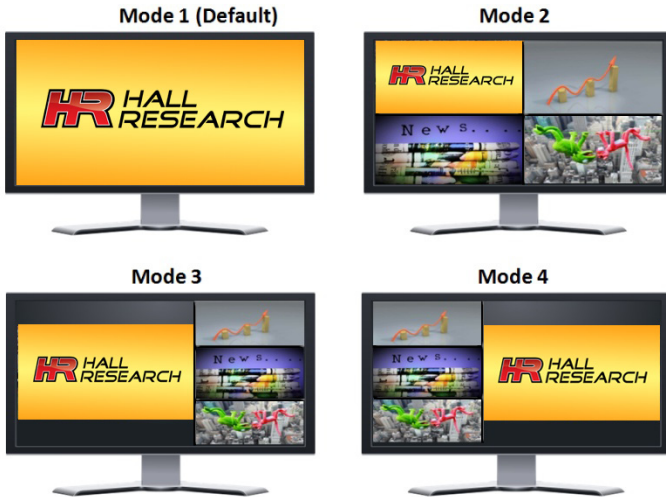 Mode 1 (Default)
HR HALL
RESEARCH
Mode 2
HR HALL
RESEARCH
News....
Mode 3
HR HALL
RESEARCH
News....
Mode 4
News....
HR HALL
RESEARCH